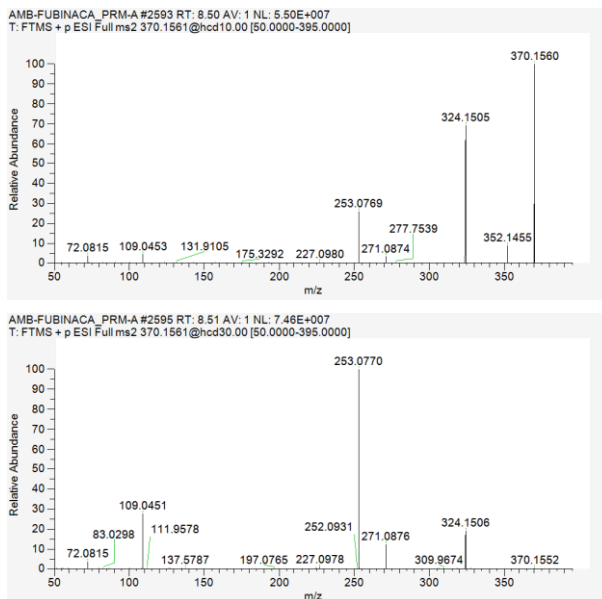 AMB-FUBINACA_PRM-A #2593 RT: 8.50 AV: 1 NL: 5.50E+007
T: FTMS + p ESI Full ms2 370.1561@hcd10.00 [50.0000-395.0000]
370.1560
100
90
80
324.1505
70
60
50
40
253.0769
30
277.7539
20
72.0815 109.0453 131.9105 175.3292 227.0980 271.0874 352.1455
10
0
50 100 150 200 250 300 350
m/z
Relative Abundance
AMB-FUBINACA_PRM-A #2595 RT: 8.51 AV: 1 NL: 7.46E+007
T: FTMS + p ESI Full ms2 370.1561@hcd30.00 [50.0000-395.0000]
253.0770
100
90
80
70
60
50
40
109.0451
30
83.0298 111.9578 252.0931 324.1506
20
271.0876
10
72.0815 137.5787 197.0765 227.0978 309.9674 370.1552
0
50 100 150 200 250 300 350
m/z
Relative Abundance